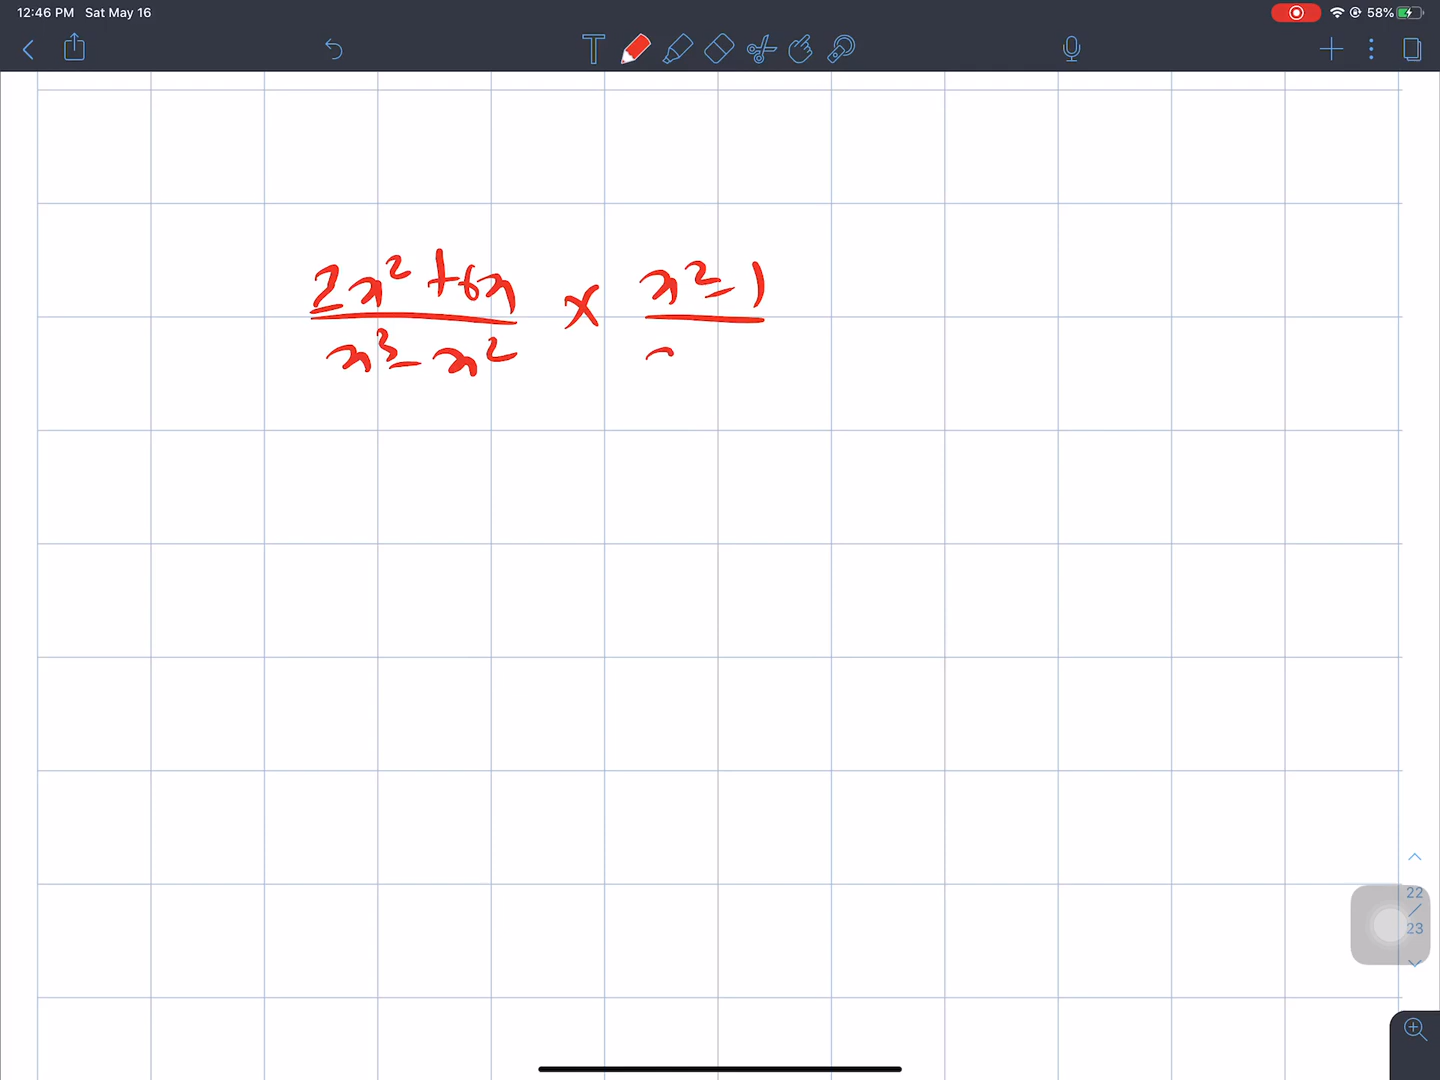 12:46 PM Sat May 16 58%
2x² + 6x / x³ - x² × x² - 1 /
22
23